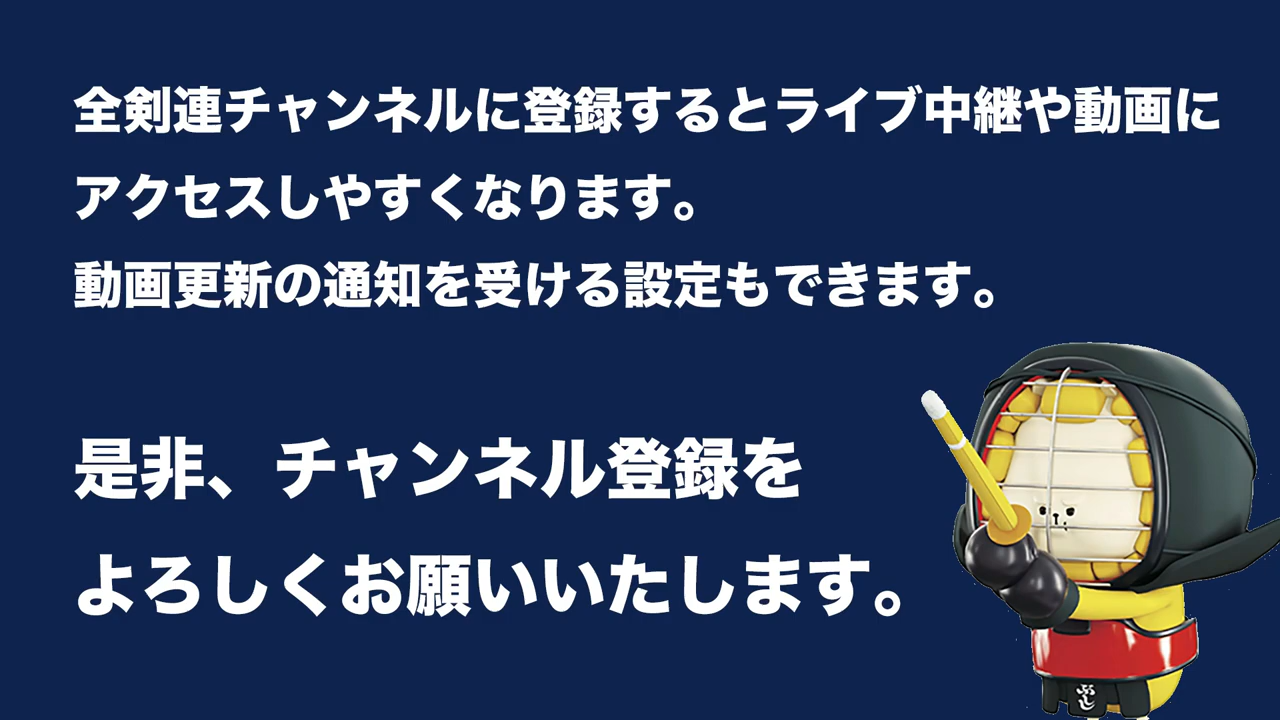 全剣連チャンネルに登録するとライブ中継や動画に
アクセスしやすくなります。
動画更新の通知を受ける設定もできます。
是非、チャンネル登録を
よろしくお願いいたします。
ぶし